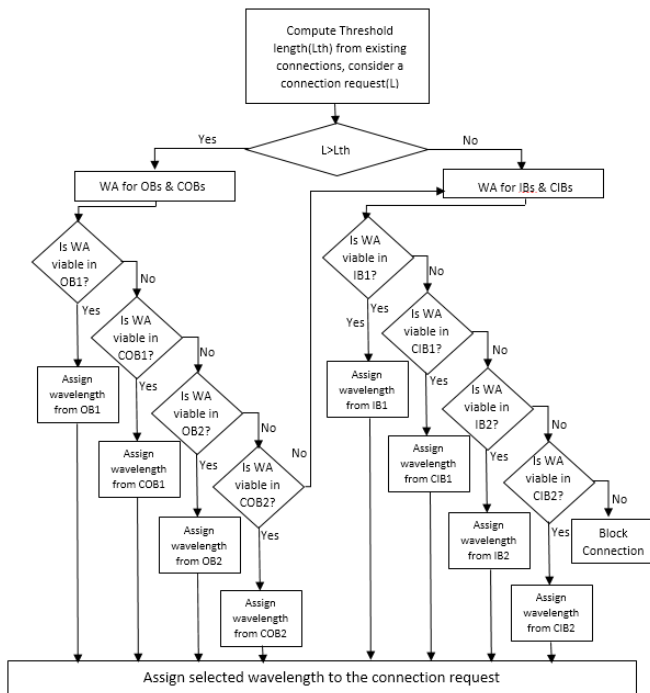 Compute Threshold
length(Lth) from existing
connections, consider a
connection request(L)
Yes
L>Lth
No
WA for OBs & COBs
WA for IBs & CIBs
Is WA
viable in
OB1?
No
Yes
Is WA
viable in
COB1?
No
Yes
Assign
wavelength
from OB1
Is WA
viable in
OB2?
No
Yes
Assign
wavelength
from COB1
Is WA
viable in
COB2?
No
Yes
Assign
wavelength
from OB2
Assign
wavelength
from COB2
Is WA
viable in
IB1?
No
Yes
Is WA
viable in
CIB1?
No
Yes
Yes
Assign
wavelength
from IB1
Is WA
viable in
IB2?
No
Yes
Assign
wavelength
from CIB1
Is WA
viable in
CIB2?
No
Yes
Block
Connection
Assign
wavelength
from IB2
Assign
wavelength
from CIB2
Assign selected wavelength to the connection request